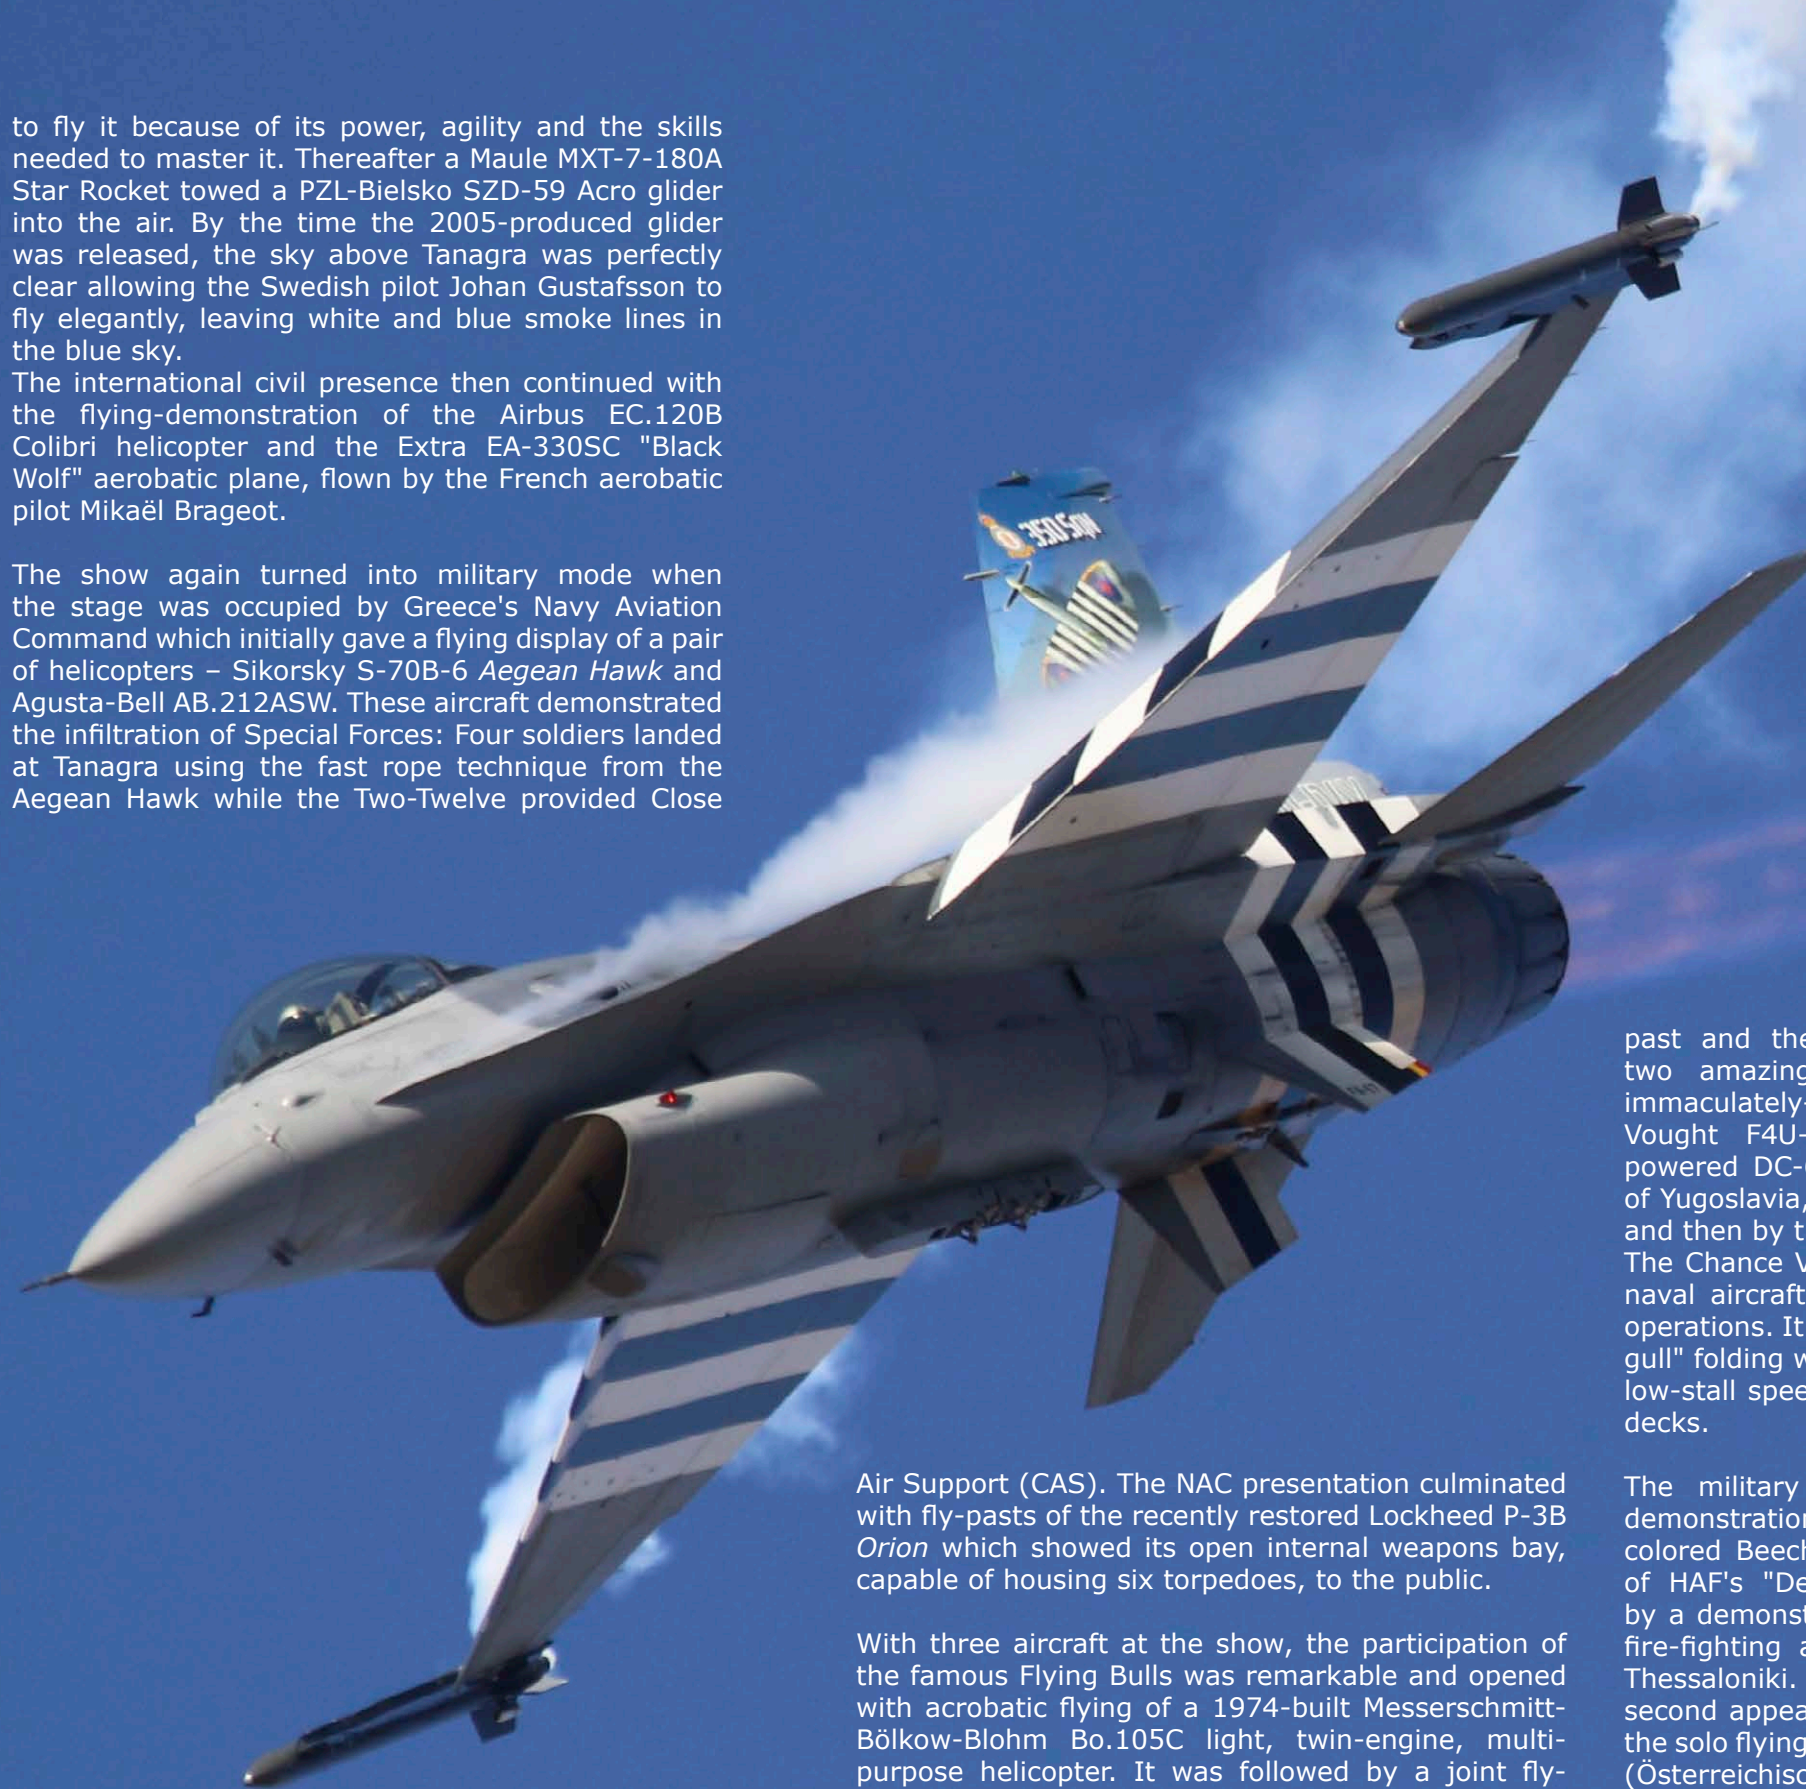 to fly it because of its power, agility and the skills
needed to master it. Thereafter a Maule MXT-7-180A
Star Rocket towed a PZL-Bielsko SZD-59 Acro glider
into the air. By the time the 2005-produced glider
was released, the sky above Tanagra was perfectly
clear allowing the Swedish pilot Johan Gustafsson to
fly elegantly, leaving white and blue smoke lines in
the blue sky.
The international civil presence then continued with
the flying-demonstration of the Airbus EC.120B
Colibri helicopter and the Extra EA-330SC "Black
Wolf" aerobatic plane, flown by the French aerobatic
pilot Mikaël Brageot.
The show again turned into military mode when
the stage was occupied by Greece's Navy Aviation
Command which initially gave a flying display of a pair
of helicopters – Sikorsky S-70B-6 Aegean Hawk and
Agusta-Bell AB.212ASW. These aircraft demonstrated
the infiltration of Special Forces: Four soldiers landed
at Tanagra using the fast rope technique from the
Aegean Hawk while the Two-Twelve provided Close
350 Sqn
Air Support (CAS). The NAC presentation culminated
with fly-pasts of the recently restored Lockheed P-3B
Orion which showed its open internal weapons bay,
capable of housing six torpedoes, to the public.
With three aircraft at the show, the participation of
the famous Flying Bulls was remarkable and opened
with acrobatic flying of a 1974-built Messerschmitt-
Bölkow-Blohm Bo.105C light, twin-engine, multi-
purpose helicopter. It was followed by a joint fly-
past and the
two amazing
immaculately-
Vought F4U-
powered DC-
of Yugoslavia,
and then by t
The Chance V
naval aircraft
operations. It
gull" folding w
low-stall spee
decks.
The military
demonstration
colored Beech
of HAF's "De
by a demonst
fire-fighting a
Thessaloniki.
second appea
the solo flying
(Österreichisc